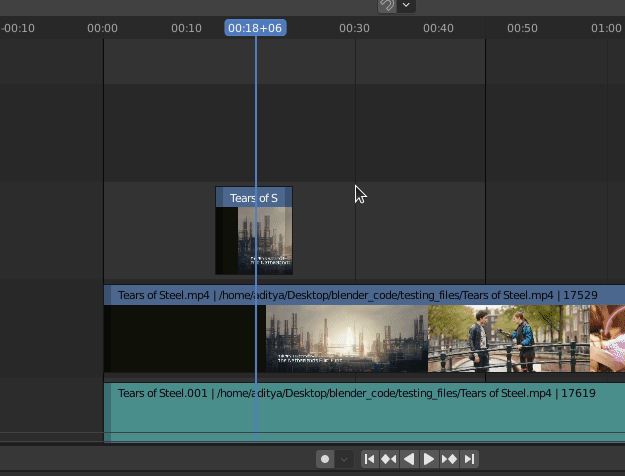 -00:10 00:00 00:10 00:18+06 00:30 00:40 00:50 01:00
Tears of S
Tears of Steel.mp4 | /home/aditya/Desktop/blender_code/testing_files/Tears of Steel.mp4 | 17529
Tears of Steel.001 | /home/aditya/Desktop/blender_code/testing_files/Tears of Steel.mp4 | 17619